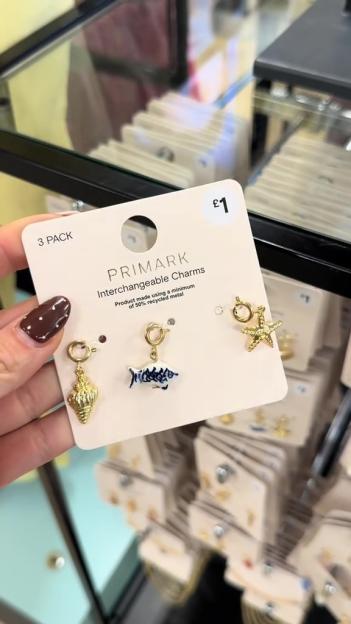 £1
3 PACK
PRIMARK
Interchangeable Charms
Product made using a minimum
of 50% recycled metal